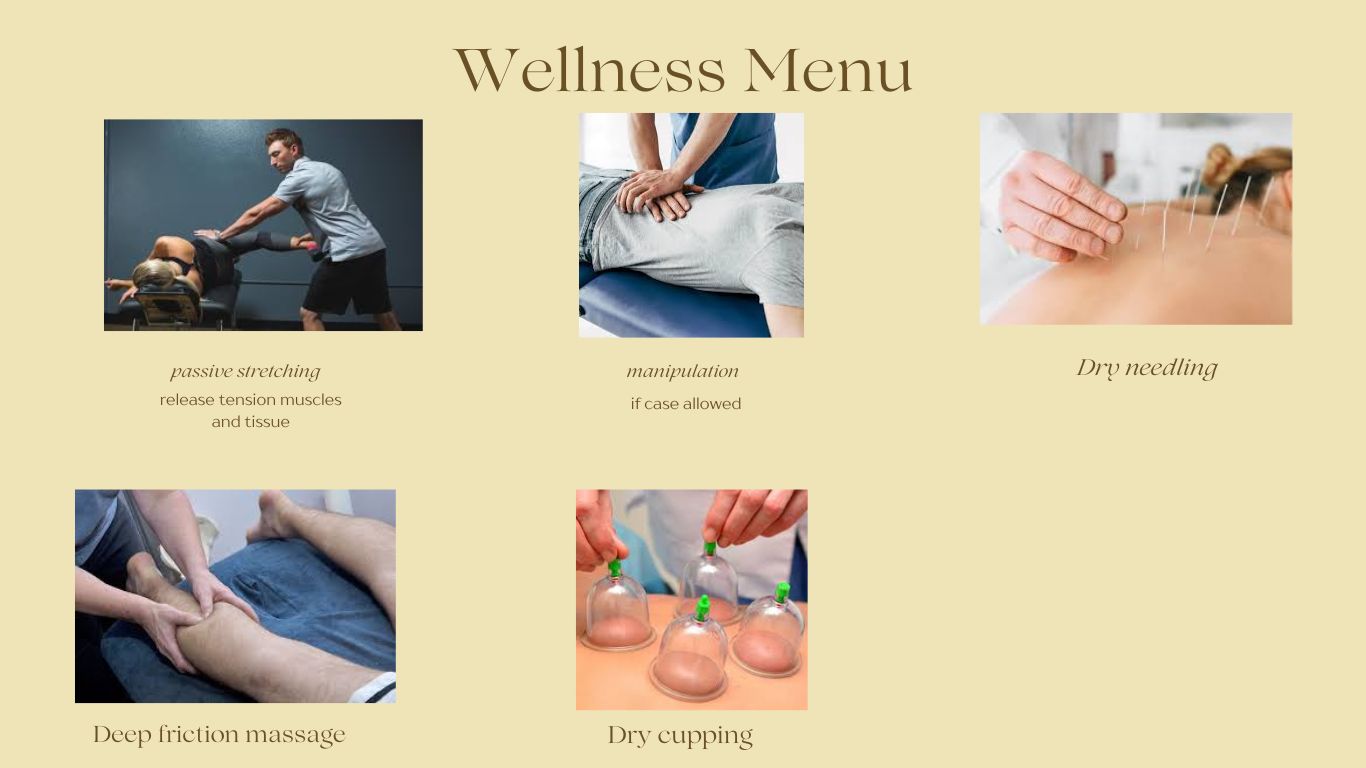 Wellness Menu
passive stretching
release tension muscles
and tissue
manipulation
if case allowed
Dry needling
Deep friction massage
Dry cupping